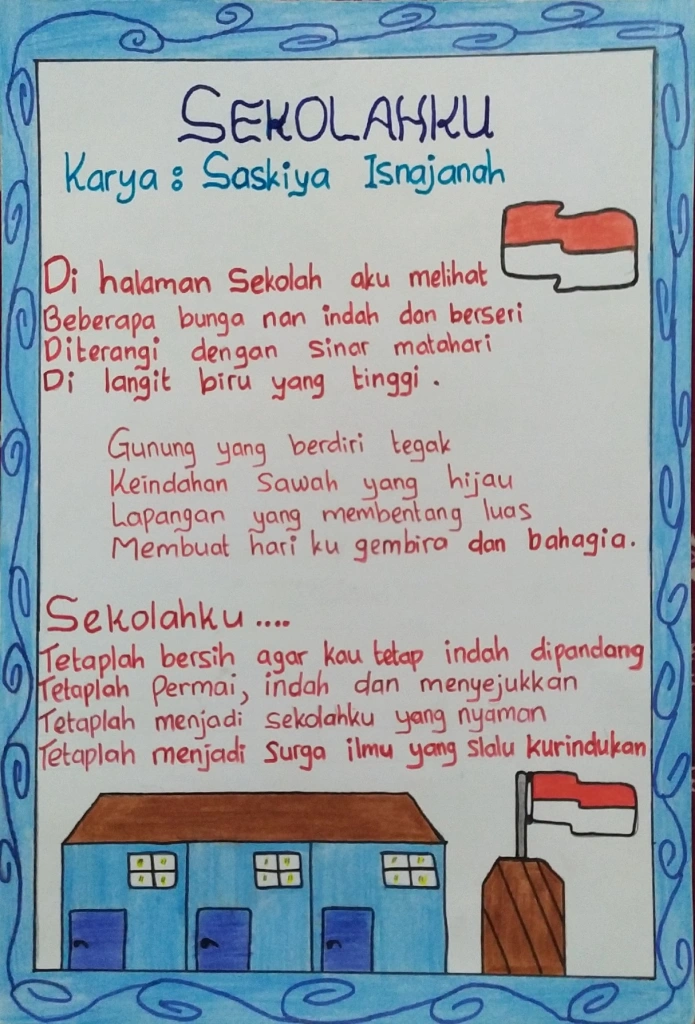 SEKOLAHKU
Karya : Saskiya Isnajanah
Di halaman Sekolah aku melihat
Beberapa bunga nan indah dan berseri
Diterangi dengan sinar matahari
Di langit biru yang tinggi.
Gunung yang berdiri tegak
Keindahan sawah yang hijau
Lapangan yang membentang luas
Membuat hari ku gembira dan bahagia.
Sekolahku ....
Tetaplah bersih agar kau tetap indah dipandang
Tetaplah Permai, indah dan menyejukkan
Tetaplah menjadi sekolahku yang nyaman
Tetaplah menjadi Surga ilmu yang slalu kurindukan